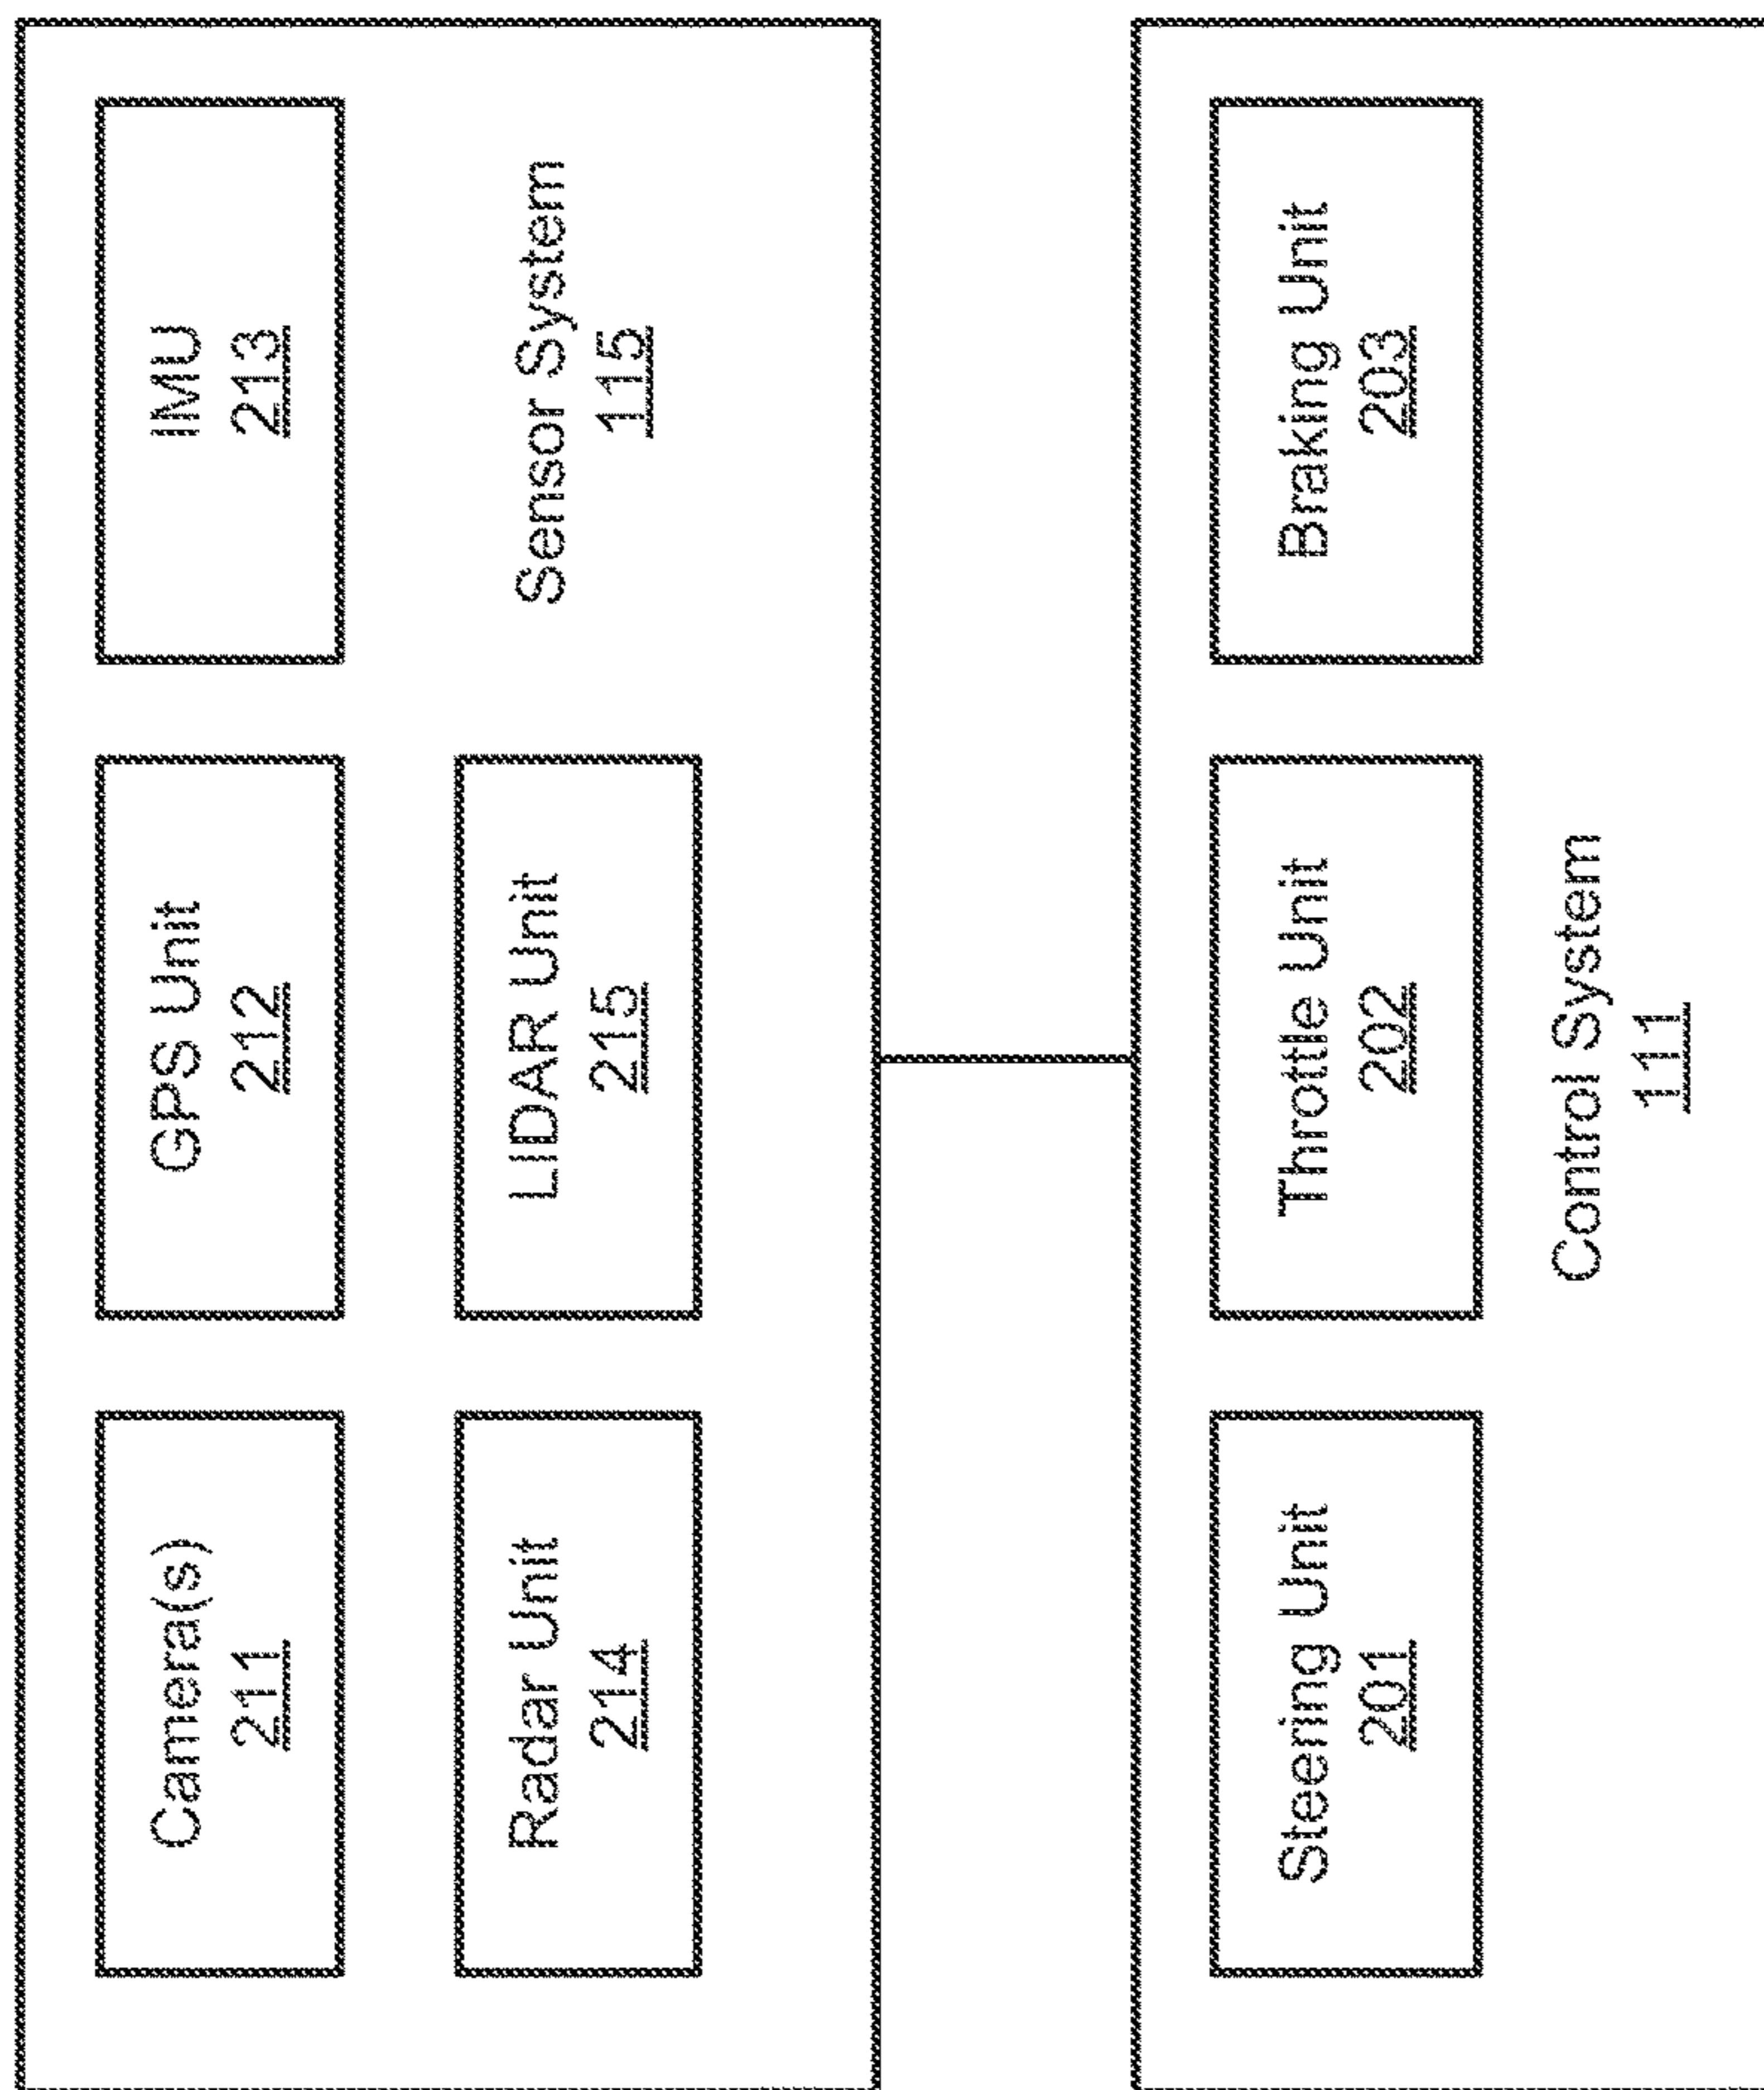 Camera(s)
211
GPS Unit
212
IMU
213
Radar Unit
214
LIDAR Unit
215
Sensor System
115
Steering Unit
201
Throttle Unit
202
Braking Unit
203
Control System
111